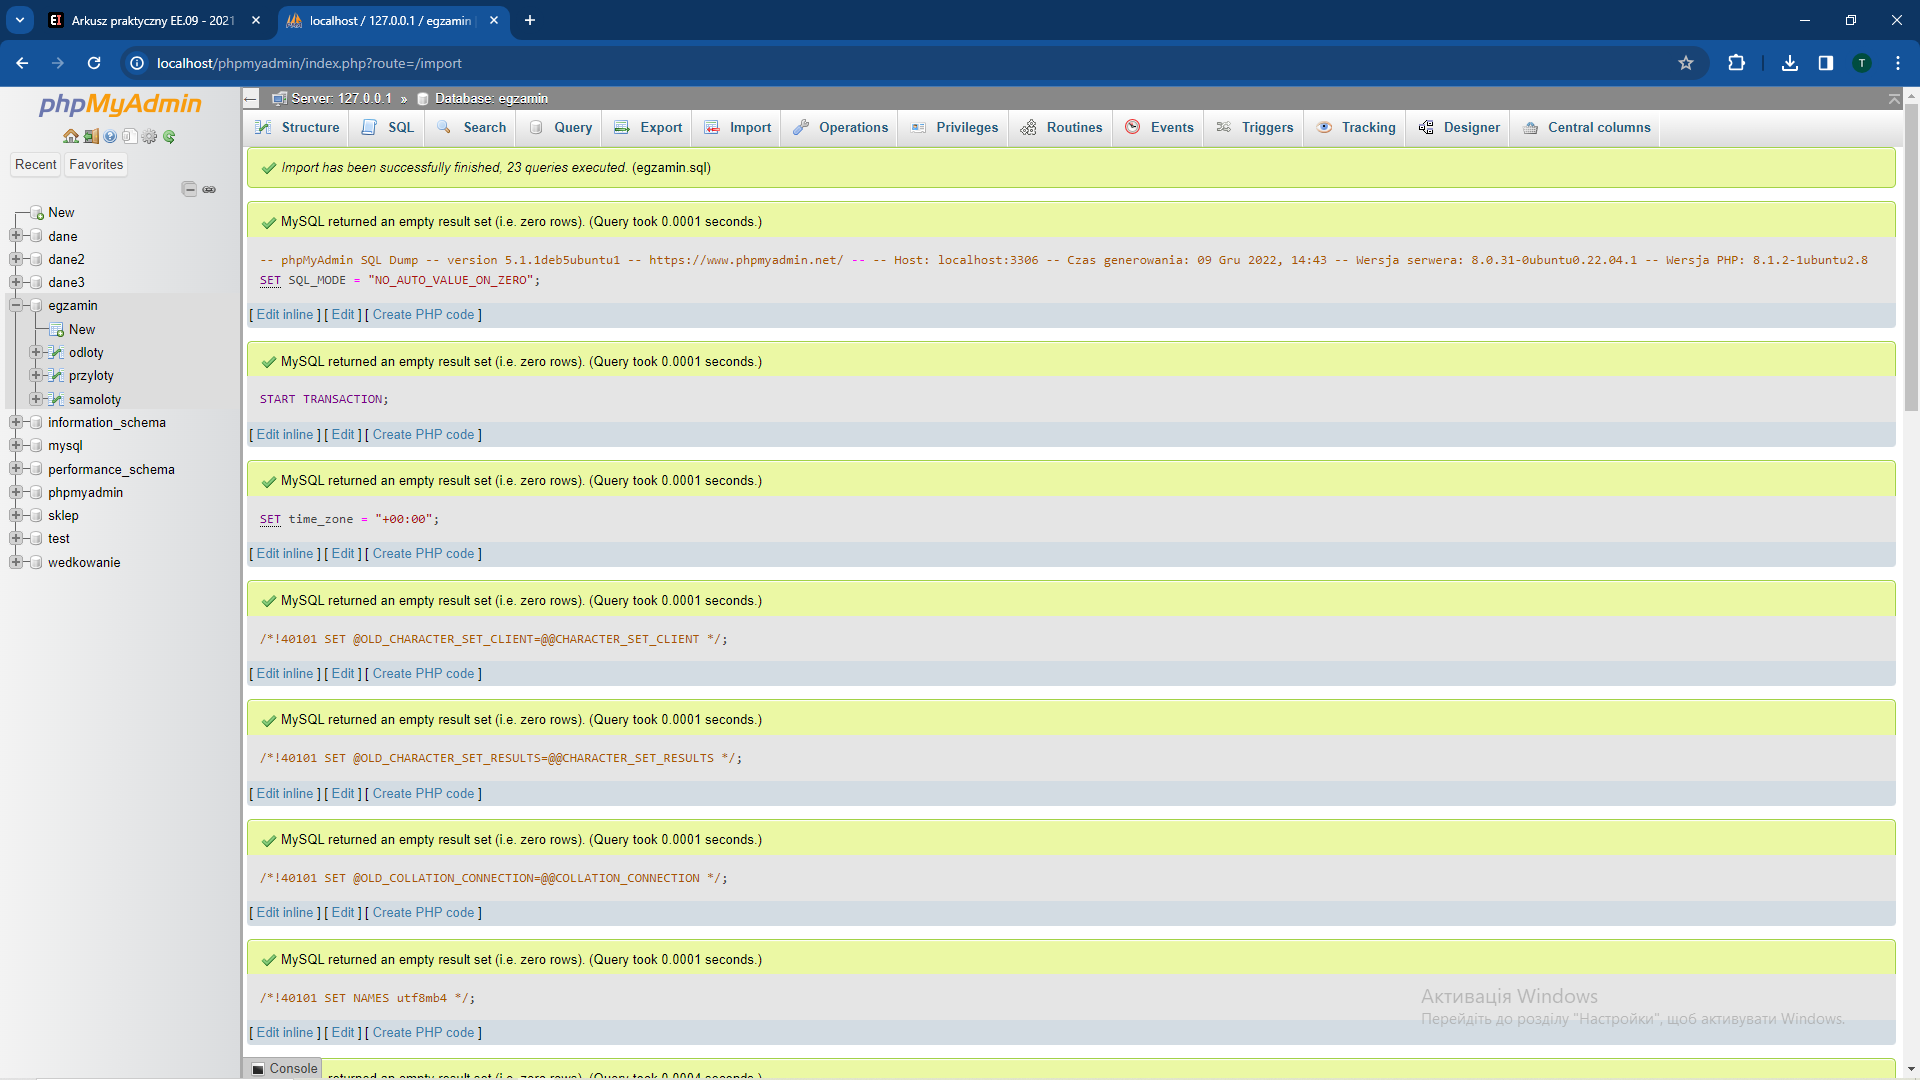 Arkusz praktyczny EE.09 - 2021
localhost / 127.0.0.1 / egzamin
localhost/phpmyadmin/index.php?route=/import
T
phpMyAdmin
Recent
Favorites
New
dane
dane2
dane3
egzamin
New
odloty
przyloty
samoloty
information_schema
mysql
performance_schema
phpmyadmin
sklep
test
wedkowanie
Server: 127.0.0.1 » Database: egzamin
Structure SQL Search Query Export Import Operations Privileges Routines Events Triggers Tracking Designer Central columns
Import has been successfully finished, 23 queries executed. (egzamin.sql)
MySQL returned an empty result set (i.e. zero rows). (Query took 0.0001 seconds.)
-- phpMyAdmin SQL Dump -- version 5.1.1deb5ubuntu1 -- https://www.phpmyadmin.net/ -- -- Host: localhost:3306 -- Czas generowania: 09 Gru 2022, 14:43 -- Wersja serwera: 8.0.31-0ubuntu0.22.04.1 -- Wersja PHP: 8.1.2-1ubuntu2.8
SET SQL_MODE = "NO_AUTO_VALUE_ON_ZERO";
[ Edit inline ] [ Edit ] [ Create PHP code ]
MySQL returned an empty result set (i.e. zero rows). (Query took 0.0001 seconds.)
START TRANSACTION;
[ Edit inline ] [ Edit ] [ Create PHP code ]
MySQL returned an empty result set (i.e. zero rows). (Query took 0.0001 seconds.)
SET time_zone = "+00:00";
[ Edit inline ] [ Edit ] [ Create PHP code ]
MySQL returned an empty result set (i.e. zero rows). (Query took 0.0001 seconds.)
/*!40101 SET @OLD_CHARACTER_SET_CLIENT=@@CHARACTER_SET_CLIENT */;
[ Edit inline ] [ Edit ] [ Create PHP code ]
MySQL returned an empty result set (i.e. zero rows). (Query took 0.0001 seconds.)
/*!40101 SET @OLD_CHARACTER_SET_RESULTS=@@CHARACTER_SET_RESULTS */;
[ Edit inline ] [ Edit ] [ Create PHP code ]
MySQL returned an empty result set (i.e. zero rows). (Query took 0.0001 seconds.)
/*!40101 SET @OLD_COLLATION_CONNECTION=@@COLLATION_CONNECTION */;
[ Edit inline ] [ Edit ] [ Create PHP code ]
MySQL returned an empty result set (i.e. zero rows). (Query took 0.0001 seconds.)
/*!40101 SET NAMES utf8mb4 */;
[ Edit inline ] [ Edit ] [ Create PHP code ]
Активація Windows
Перейдіть до розділу "Настройки", щоб активувати Windows.
Console
returned an empty result set (i.e. zero rows). (Query took 0.0004 seconds.)